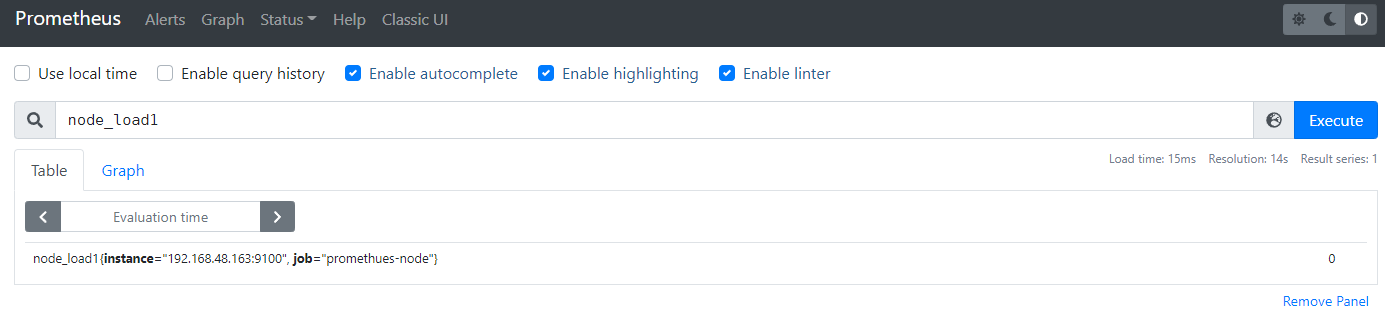 Prometheus Alerts Graph Status Help Classic UI
Use local time Enable query history Enable autocomplete Enable highlighting Enable linter
node_load1 Execute
Table Graph Load time: 15ms Resolution: 14s Result series: 1
Evaluation time
node_load1{instance="192.168.48.163:9100", job="promethues-node"} 0
Remove Panel